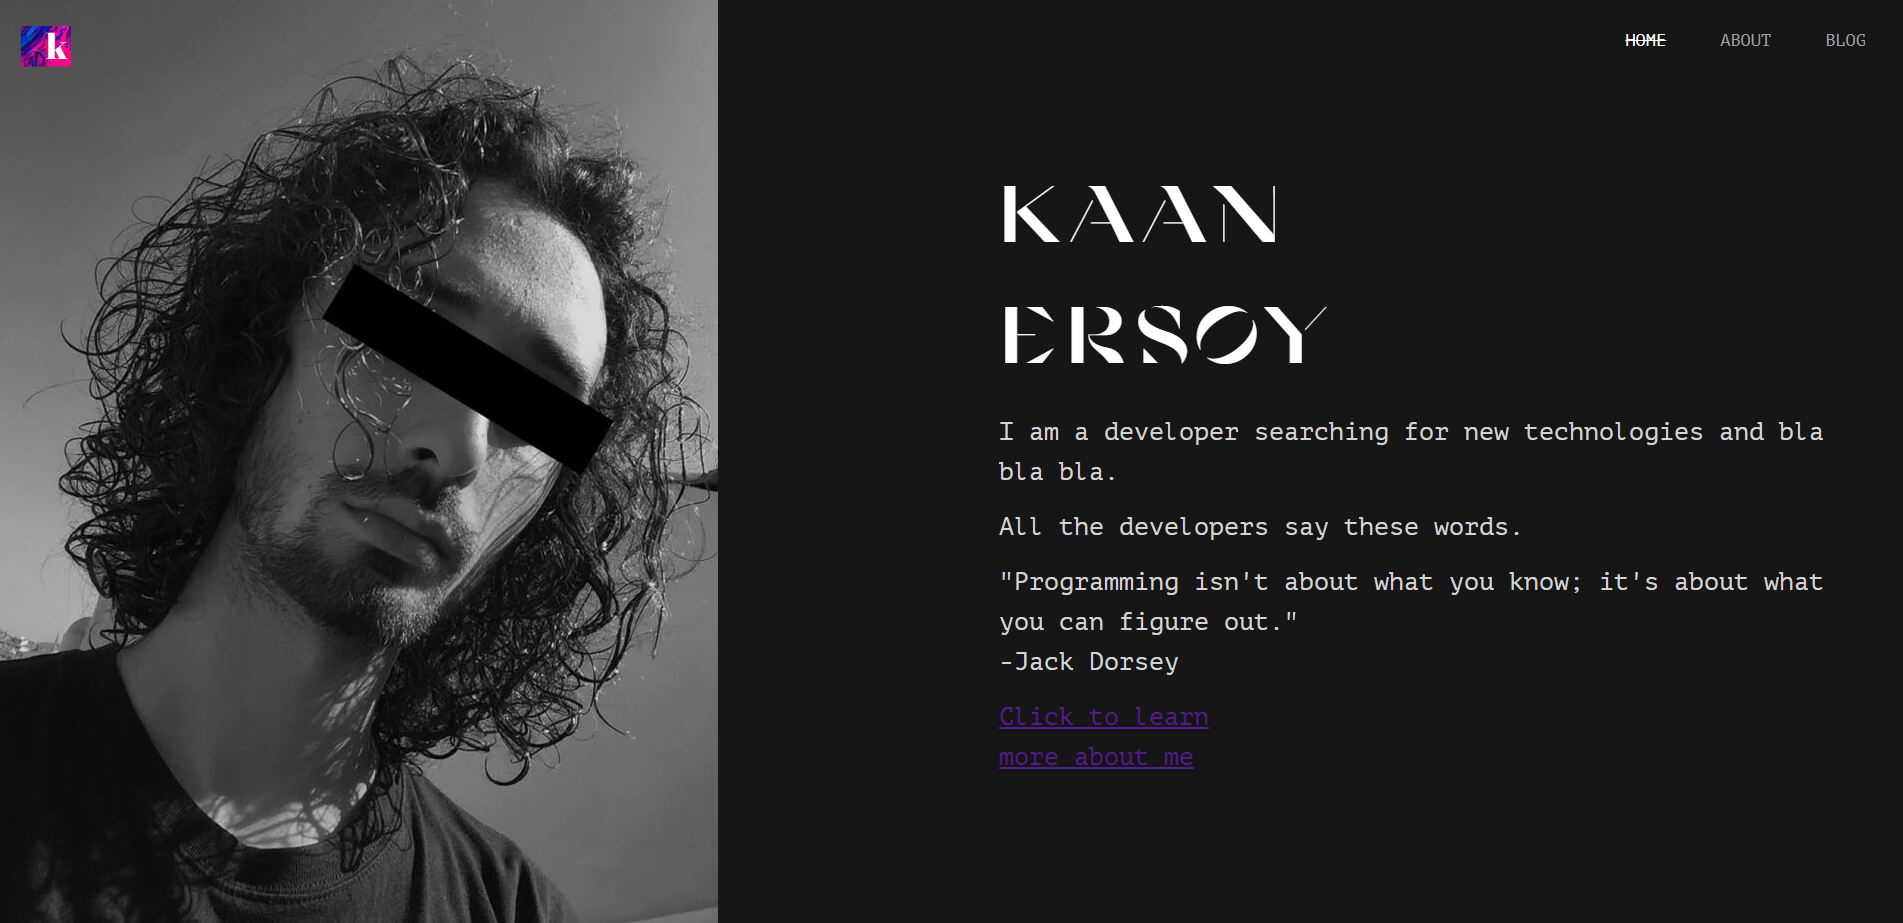 k
HOME
ABOUT
BLOG
KAAN
ERSOY
I am a developer searching for new technologies and bla
bla bla.
All the developers say these words.
"Programming isn't about what you know; it's about what
you can figure out."
-Jack Dorsey
Click to learn
more about me